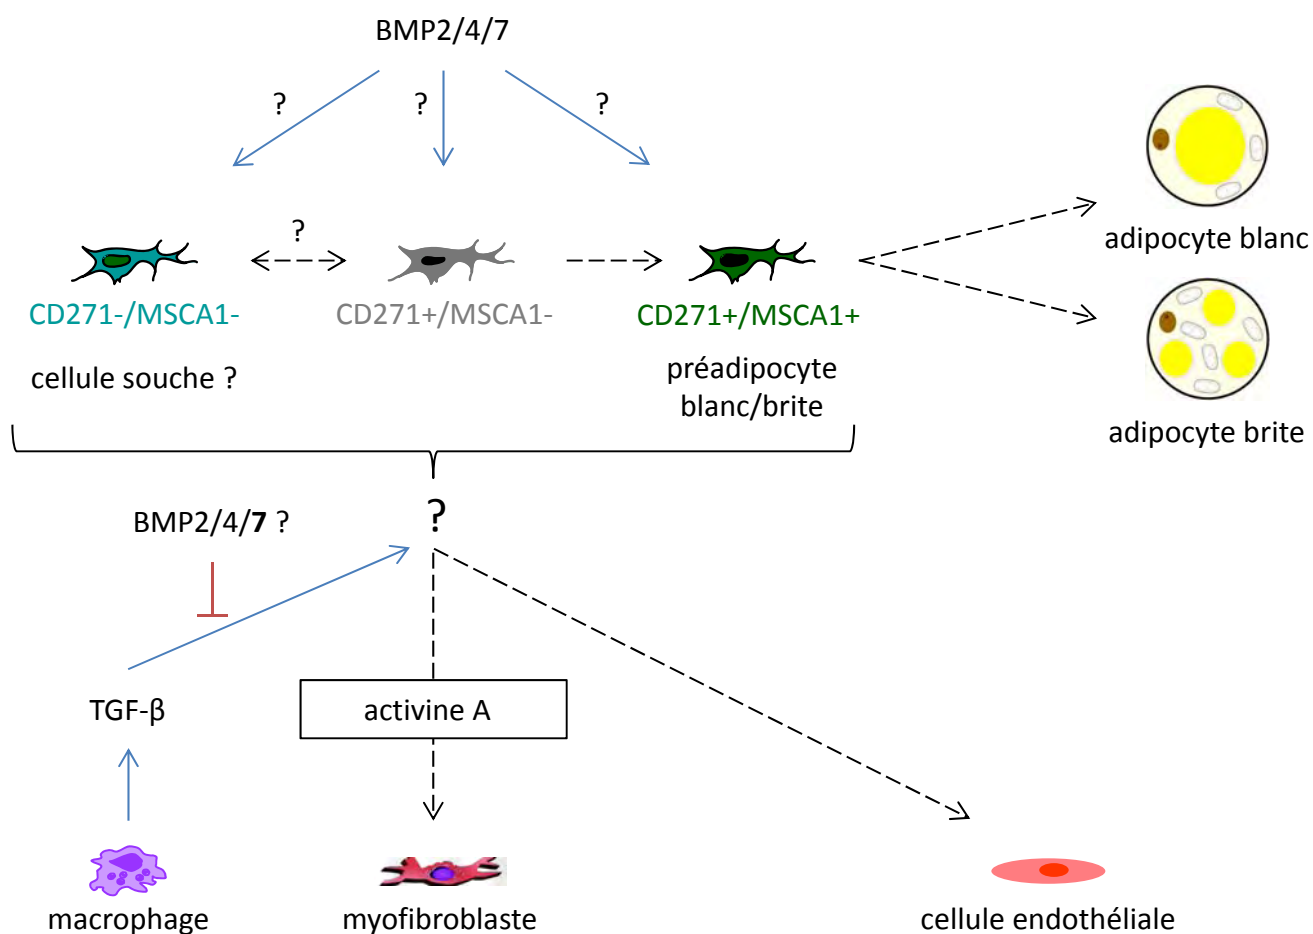 BMP2/4/7
?
?
?
?
adipocyte blanc
CD271-/MSCA1-
CD271+/MSCA1-
CD271+/MSCA1+
cellule souche ?
préadipocyte
blanc/brite
adipocyte brite
BMP2/4/7 ?
?
TGF-β
activine A
macrophage
myofibroblaste
cellule endothéliale